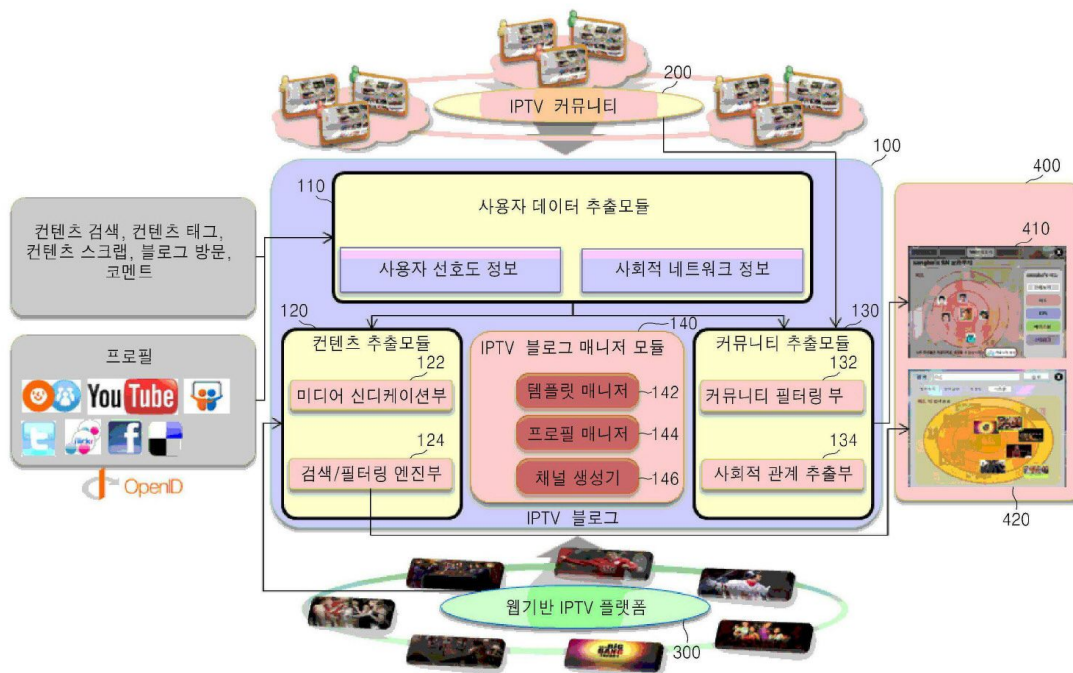 200
IPTV 커뮤니티
100
400
110
사용자 데이터 추출모듈
410
컨텐츠 검색, 컨텐츠 태그,
컨텐츠 스크랩, 블로그 방문,
코멘트
사용자 선호도 정보
사회적 네트워크 정보
120
140
130
컨텐츠 추출모듈
IPTV 블로그 매니저 모듈
커뮤니티 추출모듈
프로필
122
132
YouTube
미디어 신디케이션부
템플릿 매니저
142
커뮤니티 필터링 부
124
프로필 매니저
144
134
검색/필터링 엔진부
채널 생성기
146
사회적 관계 추출부
OpenID
IPTV 블로그
420
웹기반 IPTV 플랫폼
300
BIG
BANG